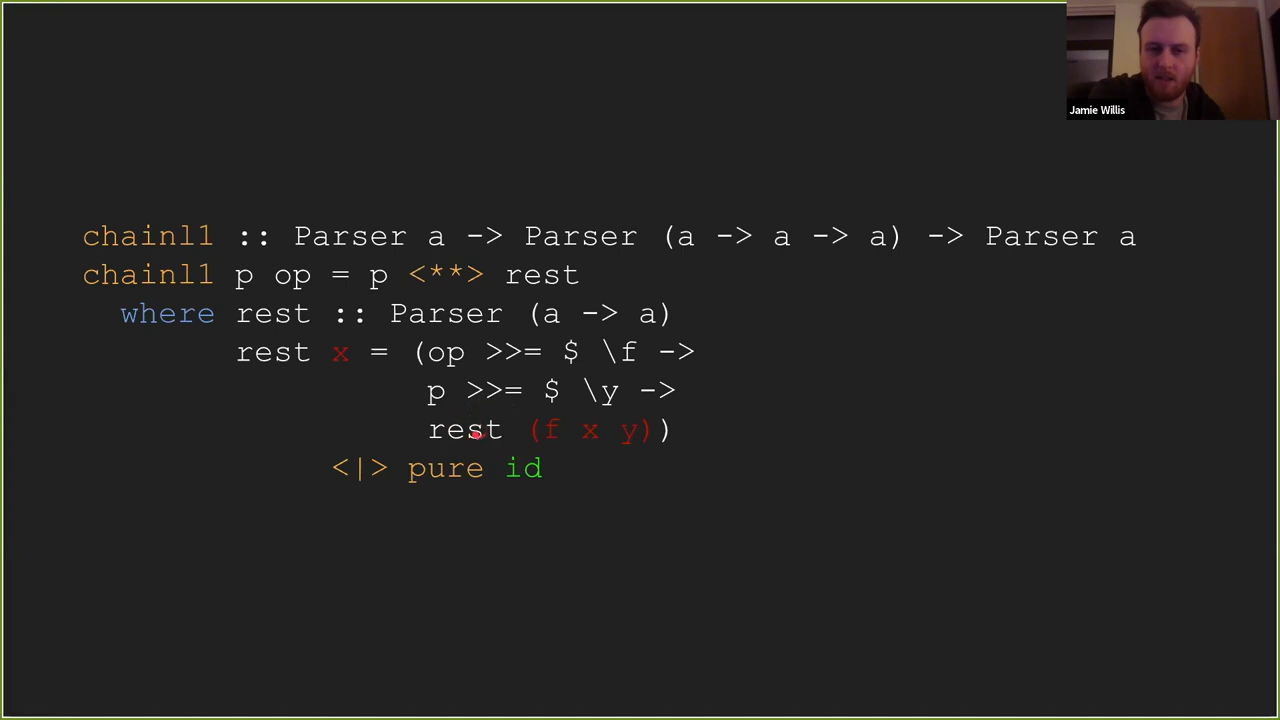 Jamie Willis
chainl1 :: Parser a -> Parser (a -> a -> a) -> Parser a
chainl1 p op = p <**> rest
where rest :: Parser (a -> a)
rest x = (op >>= $ \f ->
p >>= $ \y ->
rest (f x y))
<|> pure id